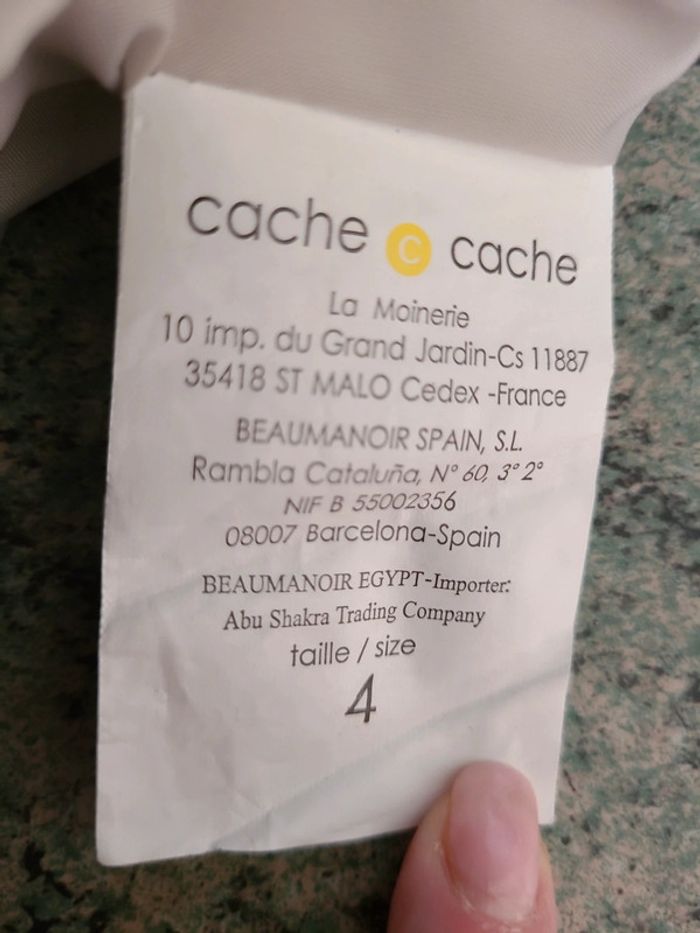 cache c cache
La Moinerie
10 imp. du Grand Jardin-Cs 11887
35418 ST MALO Cedex -France
BEAUMANOIR SPAIN, S.L.
Rambla Cataluña, N° 60, 3° 2°
NIF B 55002356
08007 Barcelona-Spain
BEAUMANOIR EGYPT-Importer:
Abu Shakra Trading Company
taille / size
4